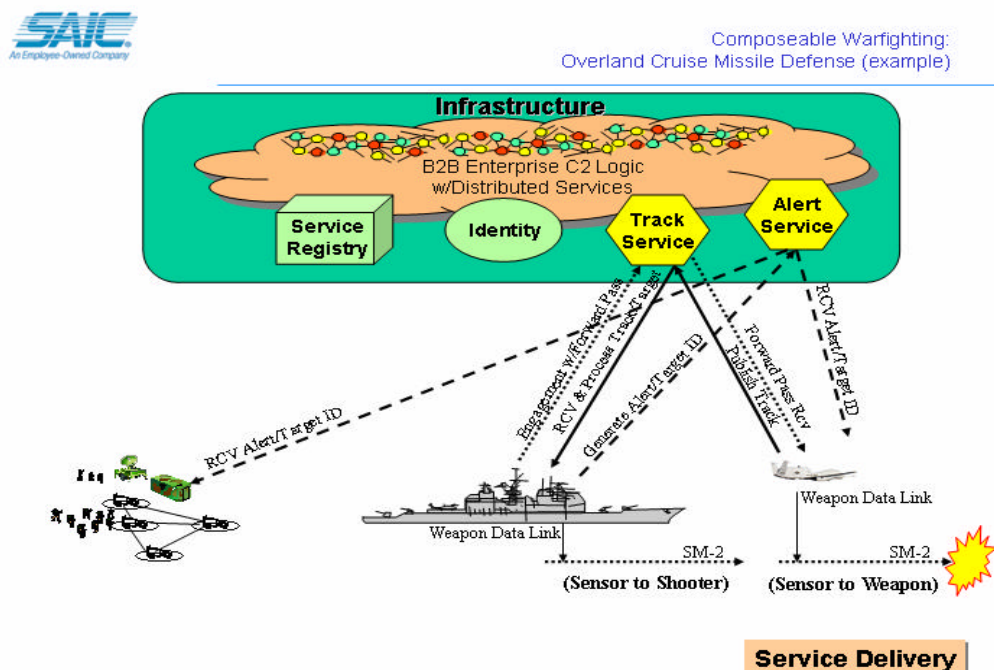 SAIC
An Employee-Owned Company
Composeable Warfighting:
Overland Cruise Missile Defense (example)
Infrastructure
B2B Enterprise C2 Logic
w/Distributed Services
Service
Registry
Identity
Track
Service
Alert
Service
RCV Alert/Target ID
Engagement w/Forward Pass
RCV & Process Track/Target
Generate Alert/Target ID
Publish Track
Forward Pass Rcv
RCV Alert/Target ID
Weapon Data Link
SM-2
(Sensor to Shooter)
Weapon Data Link
SM-2
(Sensor to Weapon)
Service Delivery